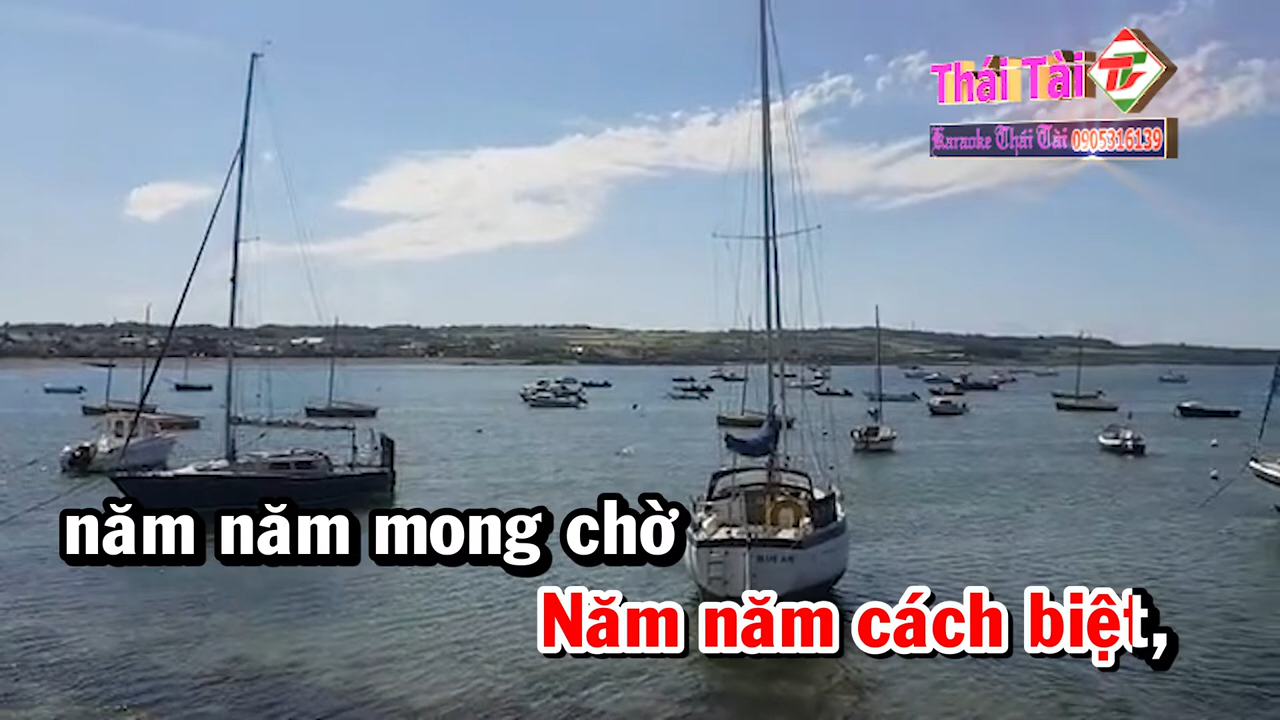 Thái Tài
Karaoke Thái Tài 0905316139
năm năm mong chờ
Năm năm cách biệt,